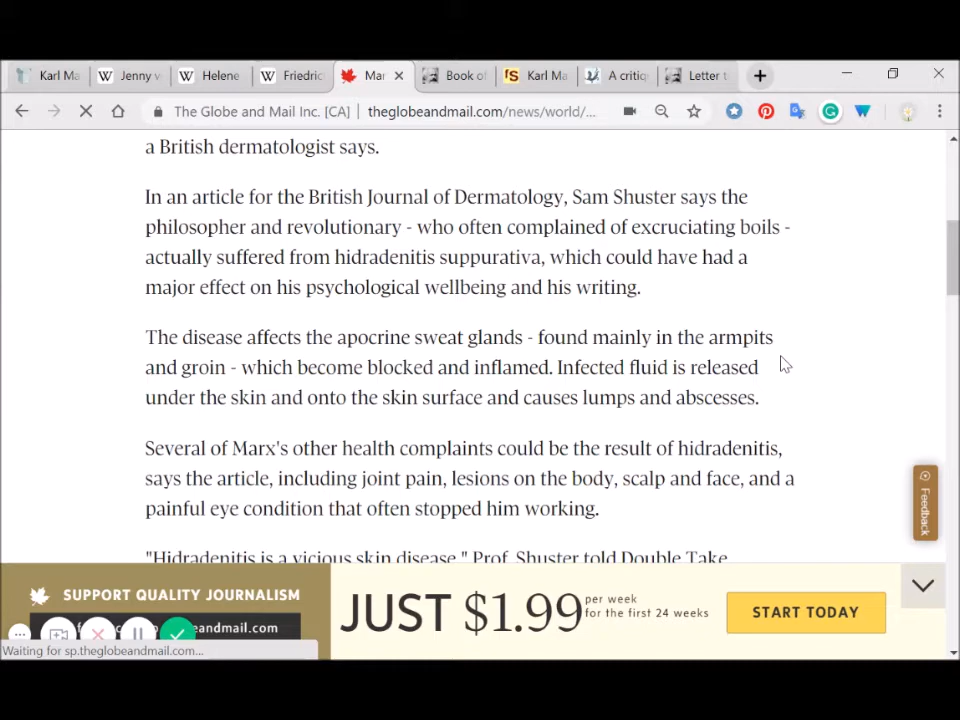 Karl Ma
W Jenny v
W Helene
W Friedric
Mar
Book of
S Karl Ma
A critiq
Letter t
The Globe and Mail Inc. [CA] theglobeandmail.com/news/world/...
a British dermatologist says.
In an article for the British Journal of Dermatology, Sam Shuster says the
philosopher and revolutionary - who often complained of excruciating boils -
actually suffered from hidradenitis suppurativa, which could have had a
major effect on his psychological wellbeing and his writing.
The disease affects the apocrine sweat glands - found mainly in the armpits
and groin - which become blocked and inflamed. Infected fluid is released
under the skin and onto the skin surface and causes lumps and abscesses.
Several of Marx's other health complaints could be the result of hidradenitis,
says the article, including joint pain, lesions on the body, scalp and face, and a
painful eye condition that often stopped him working.
"Hidradenitis is a vicious skin disease," Prof. Shuster told Double Take
Feedback
SUPPORT QUALITY JOURNALISM
eandmail.com
JUST $1.99
per week
for the first 24 weeks
START TODAY
Waiting for sp.theglobeandmail.com...